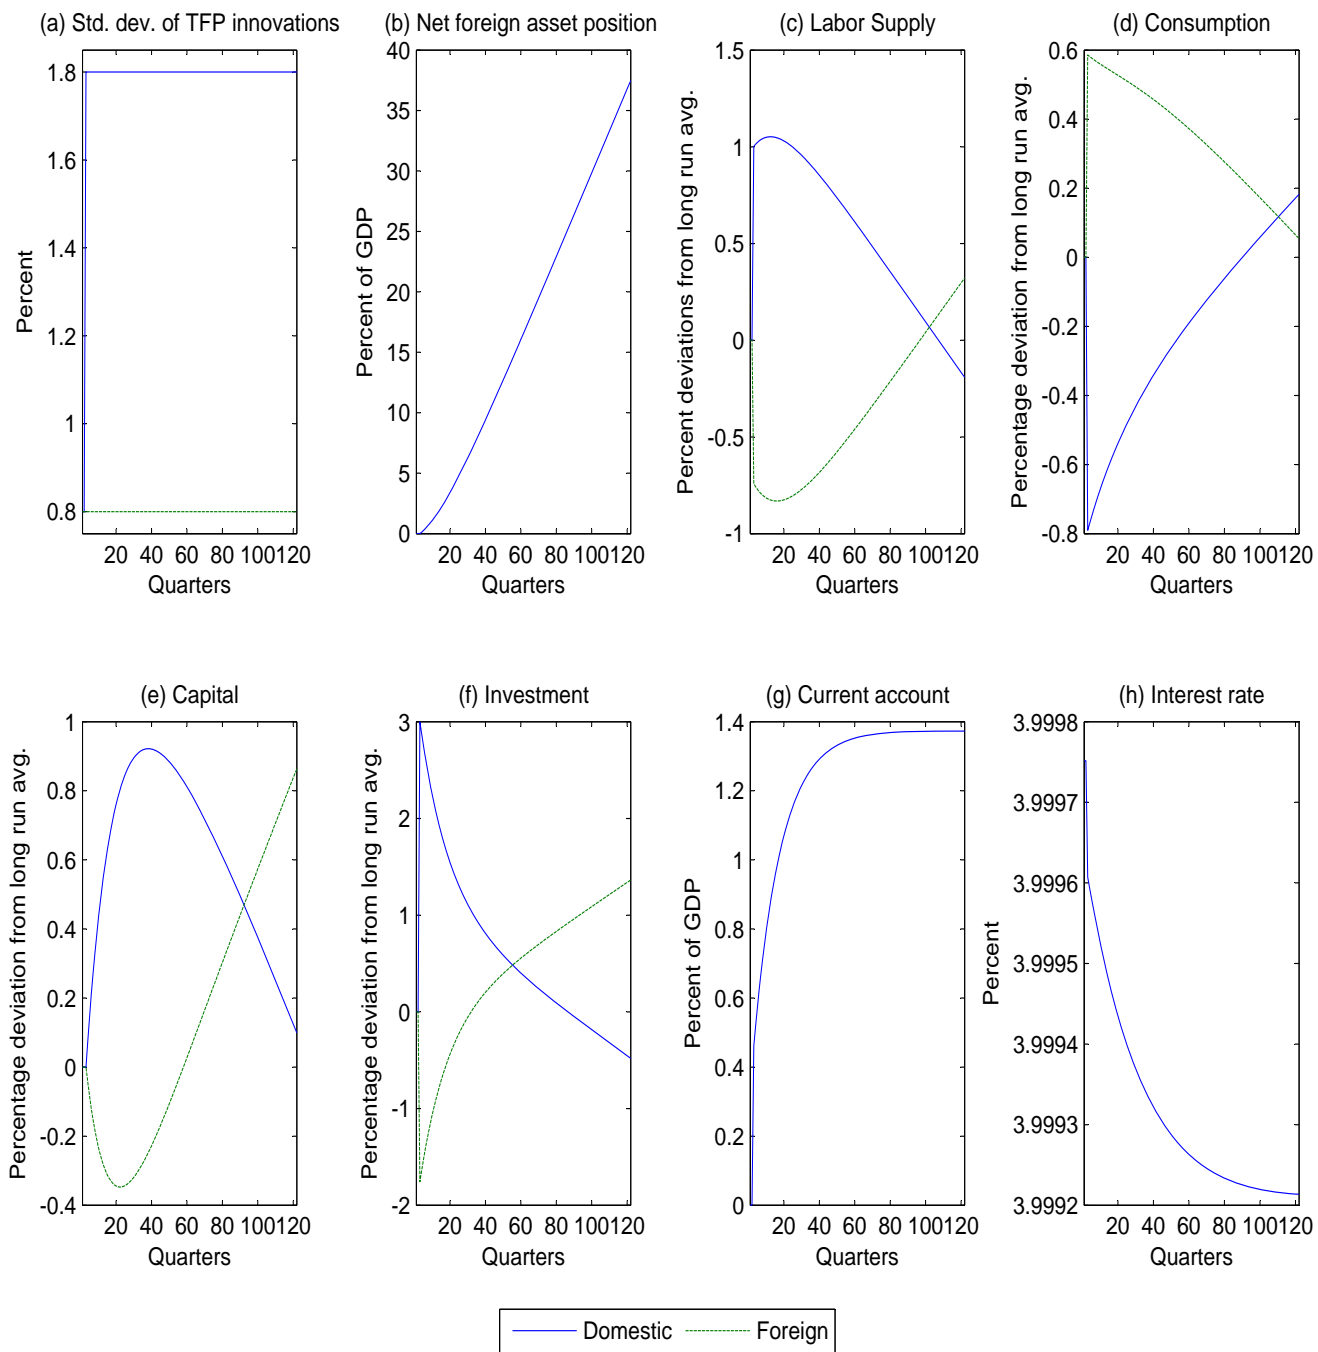 (a) Std. dev. of TFP innovations
(b) Net foreign asset position
(c) Labor Supply
(d) Consumption
1.8
1.6
1.4
1.2
1
0.8
Percent
20 40 60 80 100120
Quarters
40
35
30
25
20
15
10
5
0
Percent of GDP
20 40 60 80 100120
Quarters
1.5
1
0.5
0
-0.5
-1
Percent deviations from long run avg.
20 40 60 80 100120
Quarters
0.6
0.4
0.2
0
-0.2
-0.4
-0.6
-0.8
Percentage deviation from long run avg.
20 40 60 80 100120
Quarters
(e) Capital
(f) Investment
(g) Current account
(h) Interest rate
1
0.8
0.6
0.4
0.2
0
-0.2
-0.4
Percentage deviation from long run avg.
20 40 60 80 100120
Quarters
3
2
1
0
-1
-2
Percentage deviation from long run avg.
20 40 60 80 100120
Quarters
1.4
1.2
1
0.8
0.6
0.4
0.2
0
Percent of GDP
20 40 60 80 100120
Quarters
3.9998
3.9997
3.9996
3.9995
3.9994
3.9993
3.9992
Percent
20 40 60 80 100120
Quarters
Domestic
Foreign